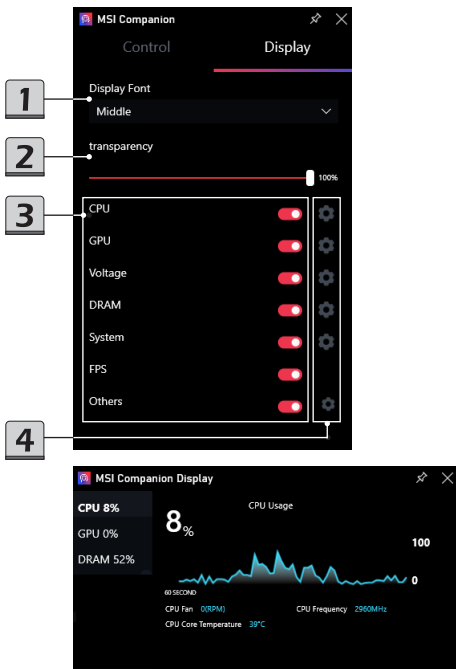 MSI Companion
Control Display
1
Display Font
Middle
2
transparency
100%
3
CPU
GPU
Voltage
DRAM
System
FPS
Others
4
MSI Companion Display
CPU 8%
GPU 0%
DRAM 52%
8%
CPU Usage
100
0
60 SECOND
CPU Fan 0(RPM) CPU Frequency 2960MHz
CPU Core Temperature 39°C